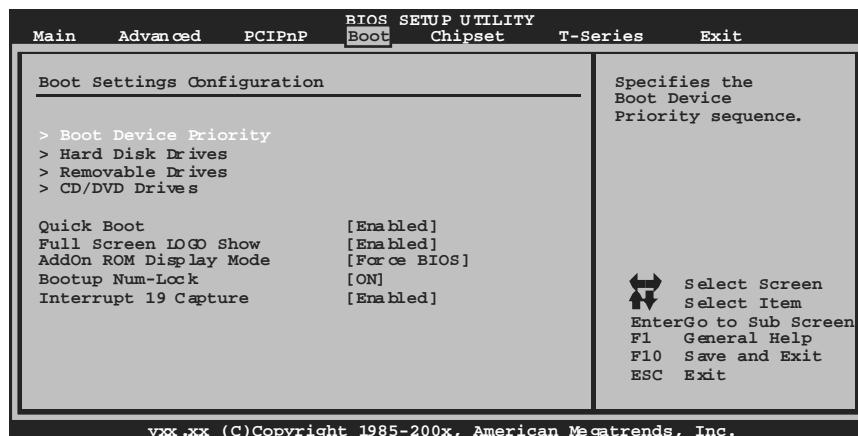 BIOS SETUP UTILITY
Main Advanced PCIPnP Boot Chipset T-Series Exit
Boot Settings Configuration
> Boot Device Priority
> Hard Disk Drives
> Removable Drives
> CD/DVD Drives
Quick Boot [Enabled]
Full Screen LOGO Show [Enabled]
AddOn ROM Display Mode [Force BIOS]
Bootup Num-Lock [ON]
Interrupt 19 Capture [Enabled]
Specifies the
Boot Device
Priority sequence.
Select Screen
Select Item
Enter Go to Sub Screen
F1 General Help
F10 Save and Exit
ESC Exit
vxx.xx (C)Copyright 1985-200x, American Megatrends, Inc.